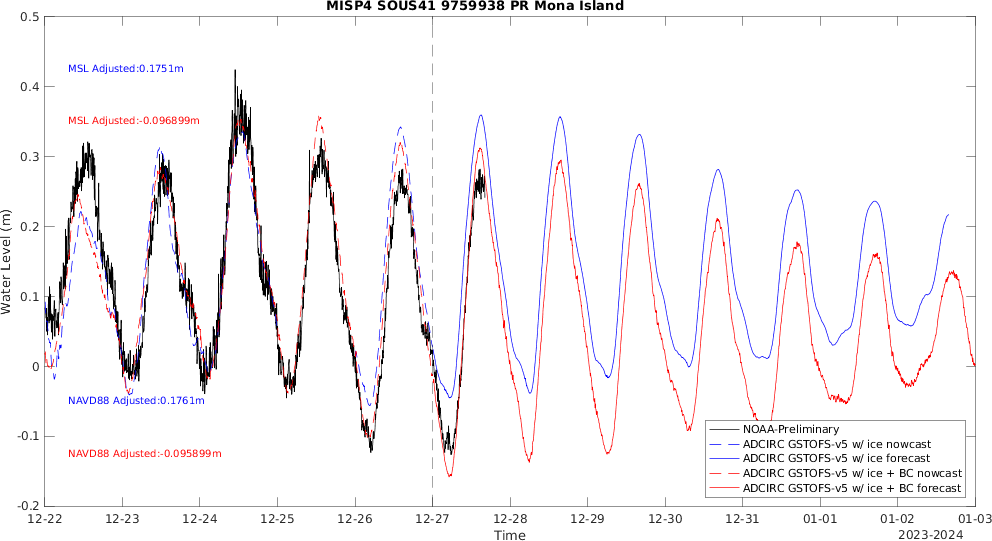 MISP4 SOUS41 9759938 PR Mona Island
0.5
0.4
0.3
0.2
0.1
0
-0.1
-0.2
Water Level (m)
MSL Adjusted:0.1751m
MSL Adjusted:-0.096899m
NAVD88 Adjusted:0.1761m
NAVD88 Adjusted:-0.095899m
NOAA-Preliminary
ADCIRC GSTOFS-v5 w/ ice nowcast
ADCIRC GSTOFS-v5 w/ ice forecast
ADCIRC GSTOFS-v5 w/ ice + BC nowcast
ADCIRC GSTOFS-v5 w/ ice + BC forecast
12-22 12-23 12-24 12-25 12-26 12-27 12-28 12-29 12-30 12-31 01-01 01-02 01-03
Time
2023-2024